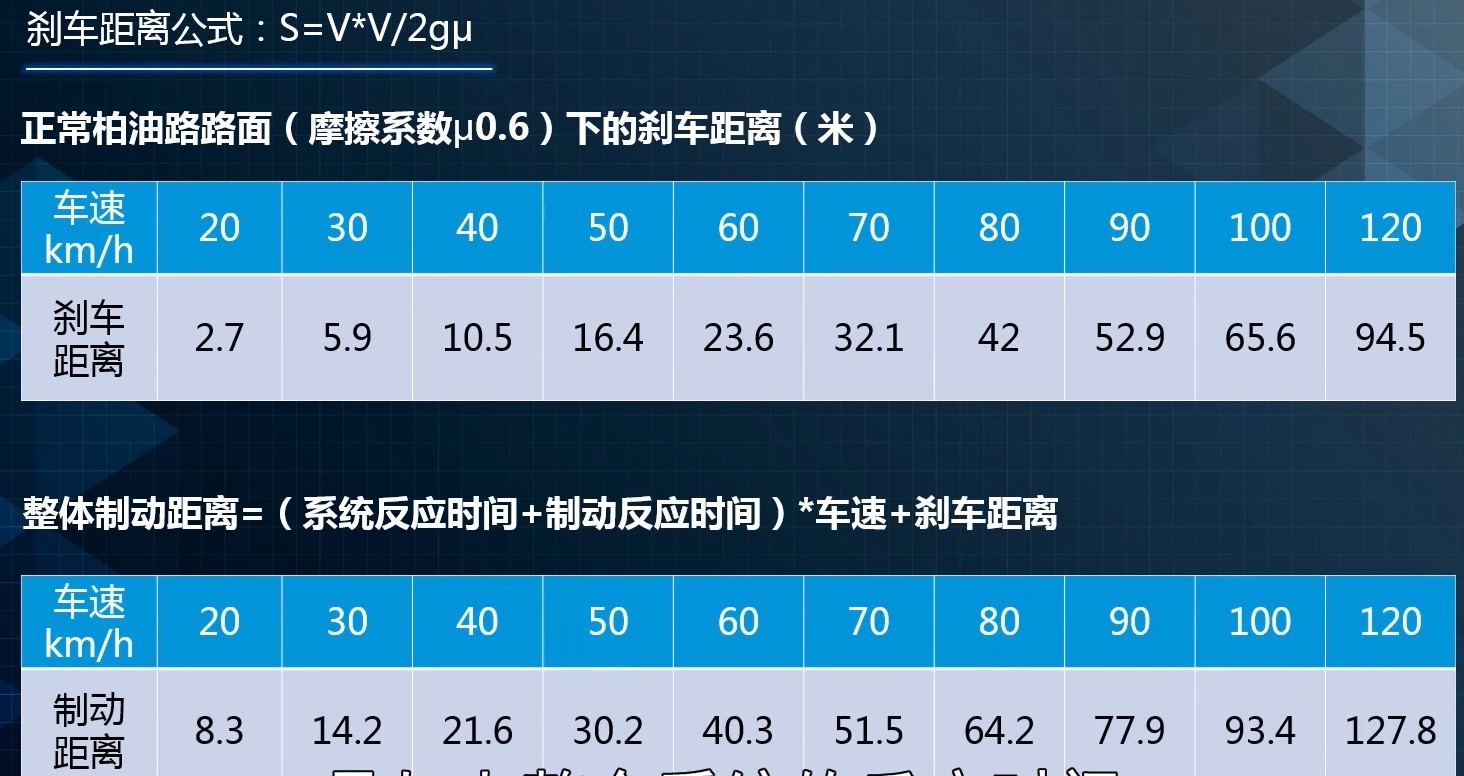 刹车距离公式：S=V*V/2gμ
正常柏油路路面（摩擦系数μ0.6）下的刹车距离（米）
车速 km/h 20 30 40 50 60 70 80 90 100 120
刹车距离 2.7 5.9 10.5 16.4 23.6 32.1 42 52.9 65.6 94.5
整体制动距离=（系统反应时间+制动反应时间）*车速+刹车距离
车速 km/h 20 30 40 50 60 70 80 90 100 120
制动距离 8.3 14.2 21.6 30.2 40.3 51.5 64.2 77.9 93.4 127.8